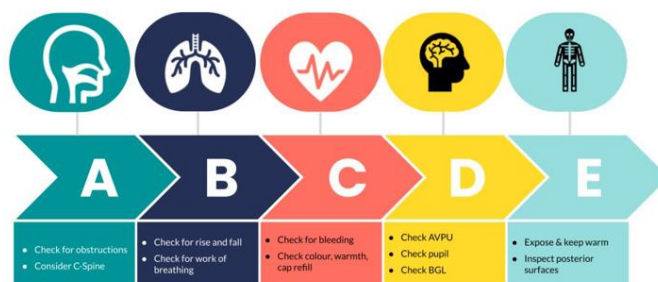 A
B
C
D
E
Check for obstructions
Consider C-Spine
Check for rise and fall
Check for work of
breathing
Check for bleeding
Check colour, warmth,
cap refill
Check AVPU
Check pupil
Check BGL
Expose & keep warm
Inspect posterior
surfaces